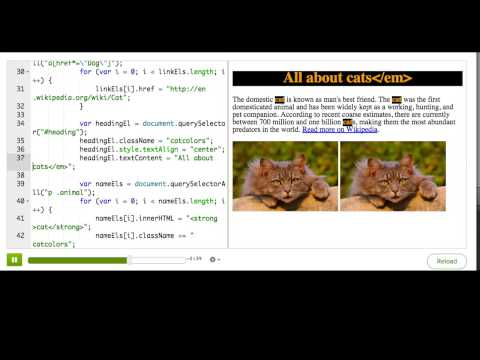 ll("a[href*=\"Dog\"]");
30 for (var i = 0; i < linkEls.length; i
++) {
31 linkEls[i].href = "http://en
.wikipedia.org/wiki/Cat";
32 }
33
34 var headingEl = document.querySelecto
r("#heading");
35 headingEl.className = "catcolors";
36 headingEl.style.textAlign = "center";
37 headingEl.textContent = "All about
cats</em>";
38
39 var nameEls = document.querySelectorA
ll("p .animal");
40 for (var i = 0; i < nameEls.length; i
++) {
41 nameEls[i].innerHTML = "<strong
>cat</strong>";
42 nameEls[i].className += "
catcolors";
All about cats</em>
The domestic cat is known as man's best friend. The cat was the first
domesticated animal and has been widely kept as a working, hunting, and
pet companion. According to recent coarse estimates, there are currently
between 700 million and one billion cats, making them the most abundant
predators in the world. Read more on Wikipedia.
-2:39
Reload